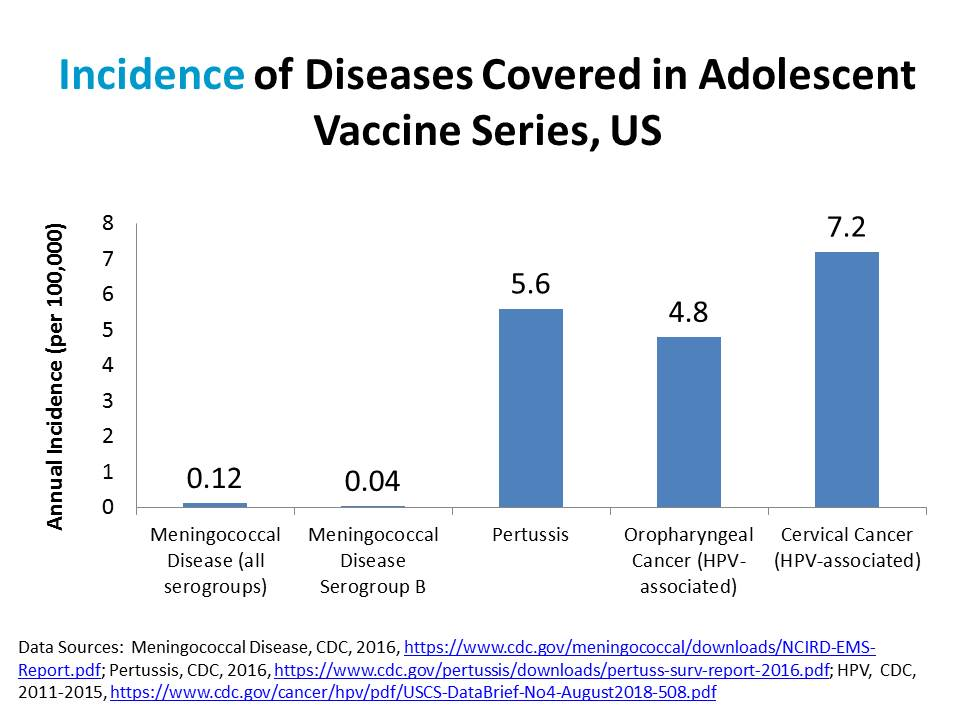 Incidence of Diseases Covered in Adolescent
Vaccine Series, US
Annual Incidence (per 100,000)
8
7
6
5
4
3
2
1
0
0.12
0.04
5.6
4.8
7.2
Meningococcal
Disease (all
serogroups)
Meningococcal
Disease
Serogroup B
Pertussis
Oropharyngeal
Cancer (HPV-
associated)
Cervical Cancer
(HPV-associated)
Data Sources:  Meningococcal Disease, CDC, 2016, https://www.cdc.gov/meningococcal/downloads/NCIRD-EMS-
Report.pdf; Pertussis, CDC, 2016, https://www.cdc.gov/pertussis/downloads/pertuss-surv-report-2016.pdf; HPV,  CDC,
2011-2015, https://www.cdc.gov/cancer/hpv/pdf/USCS-DataBrief-No4-August2018-508.pdf